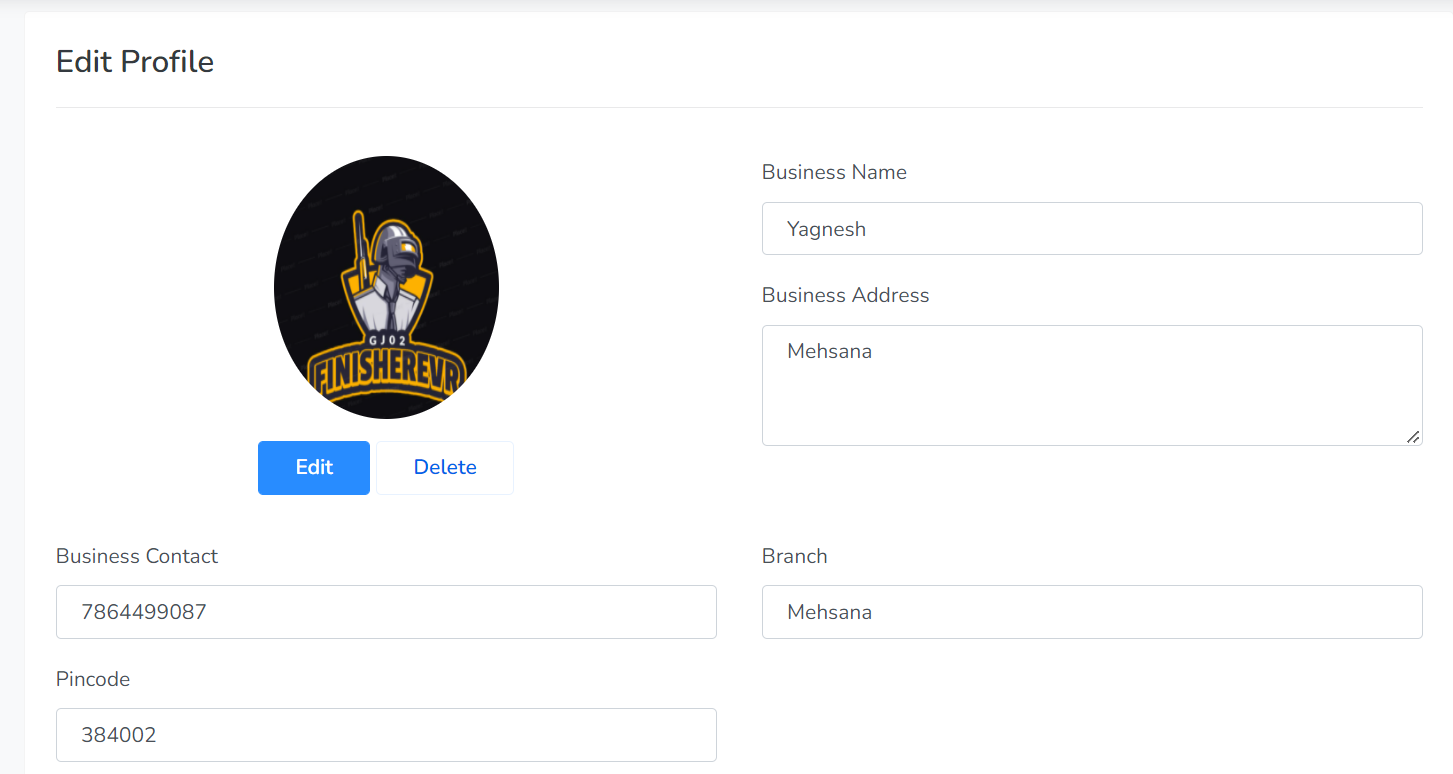 Edit Profile
GJ02
FINISHEREVR
Edit
Delete
Business Name
Yagnesh
Business Address
Mehsana
Business Contact
7864499087
Branch
Mehsana
Pincode
384002